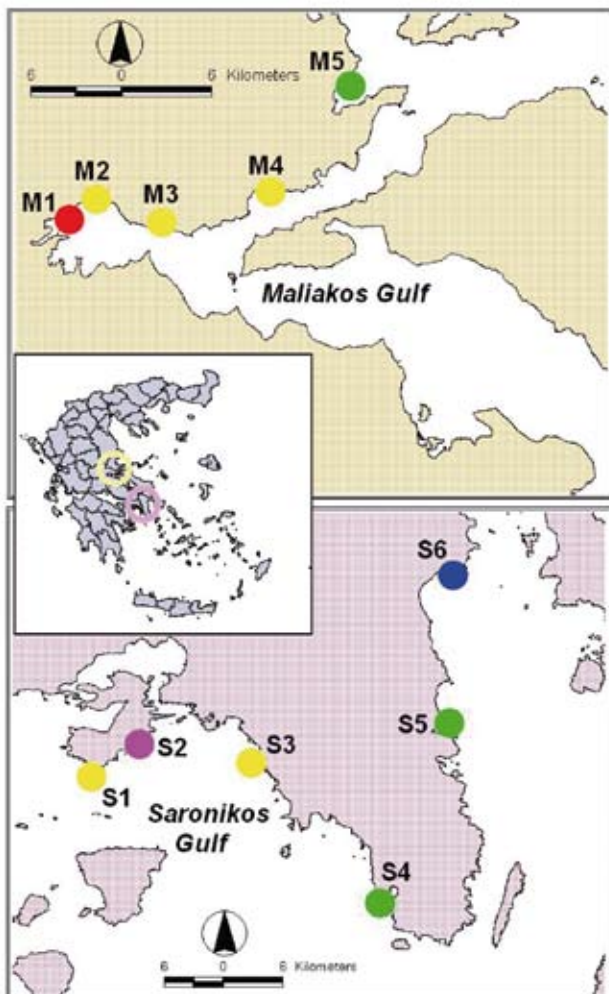 6 0 6 Kilometers
M5
M2
M4
M1
M3
Maliakos Gulf
S6
S5
S2
S3
S1
Saronikos
Gulf
S4
6 0 6 Kilometers